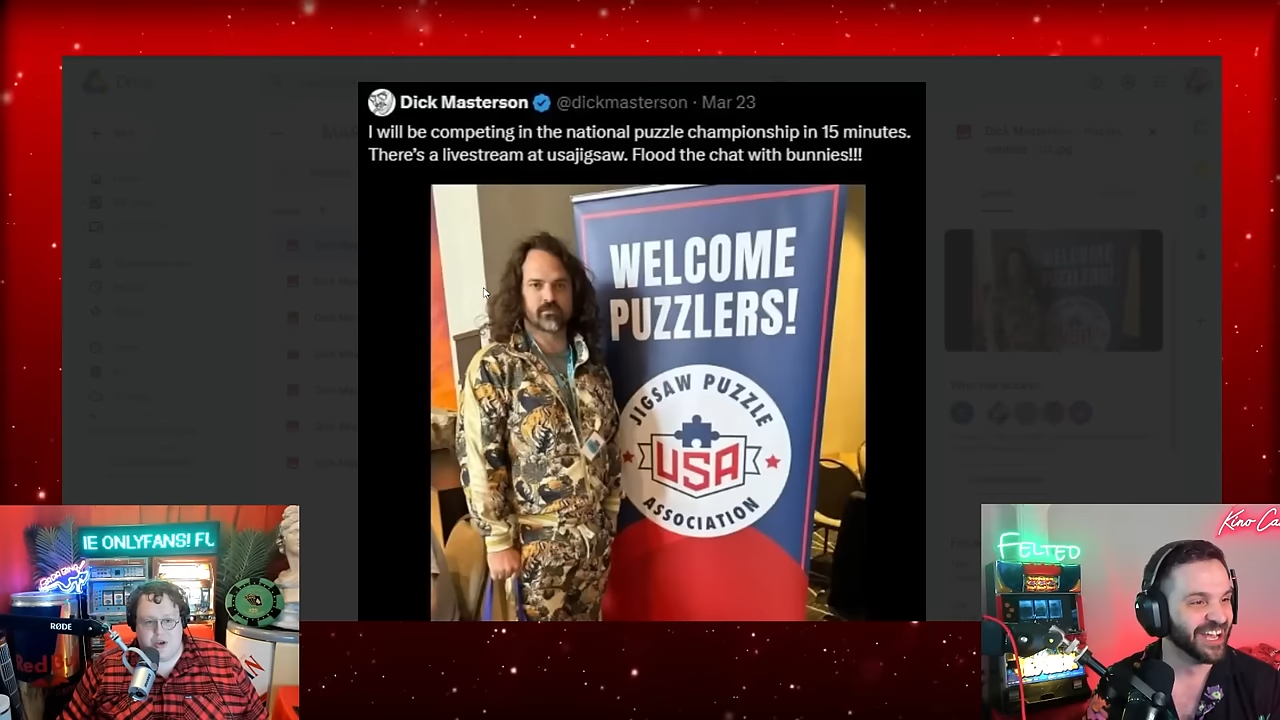 Dick Masterson @dickmasterson · Mar 23
I will be competing in the national puzzle championship in 15 minutes.
There's a livestream at usajigsaw. Flood the chat with bunnies!!!
WELCOME
PUZZLERS!
JIGSAW PUZZLE
USA
ASSOCIATION
IE ONLYFANS! FU
RØDE
FELTED